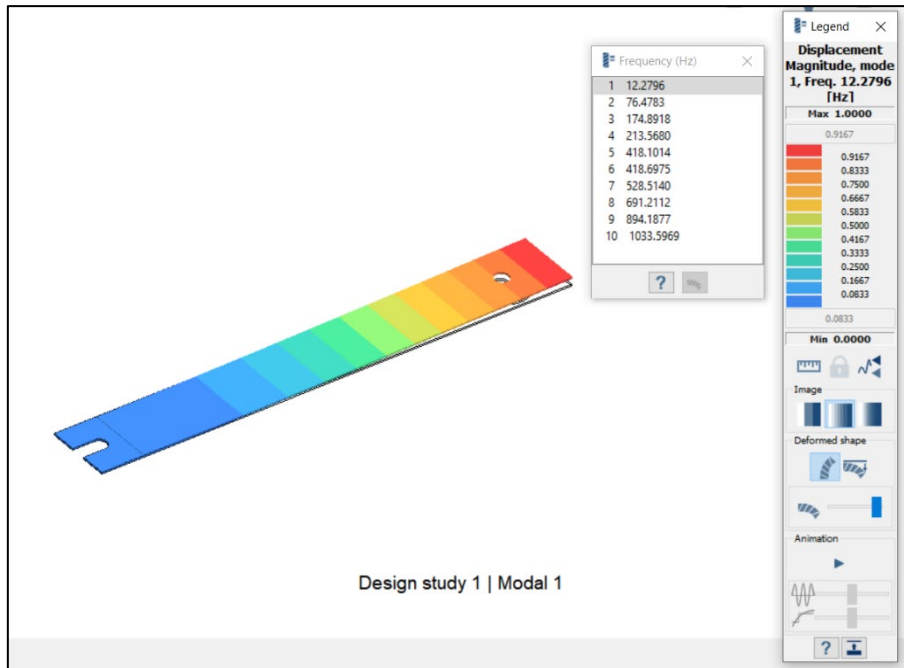 Frequency (Hz)
1 12.2796
2 76.4783
3 174.8918
4 213.5680
5 418.1014
6 418.6975
7 528.5140
8 691.2112
9 894.1877
10 1033.5969
?
Design study 1 | Modal 1
Legend
Displacement
Magnitude, mode
1, Freq. 12.2796
[Hz]
Max 1.0000
0.9167
0.9167
0.8333
0.7500
0.6667
0.5833
0.5000
0.4167
0.3333
0.2500
0.1667
0.0833
0.0833
Min 0.0000
Image
Deformed shape
Animation
?